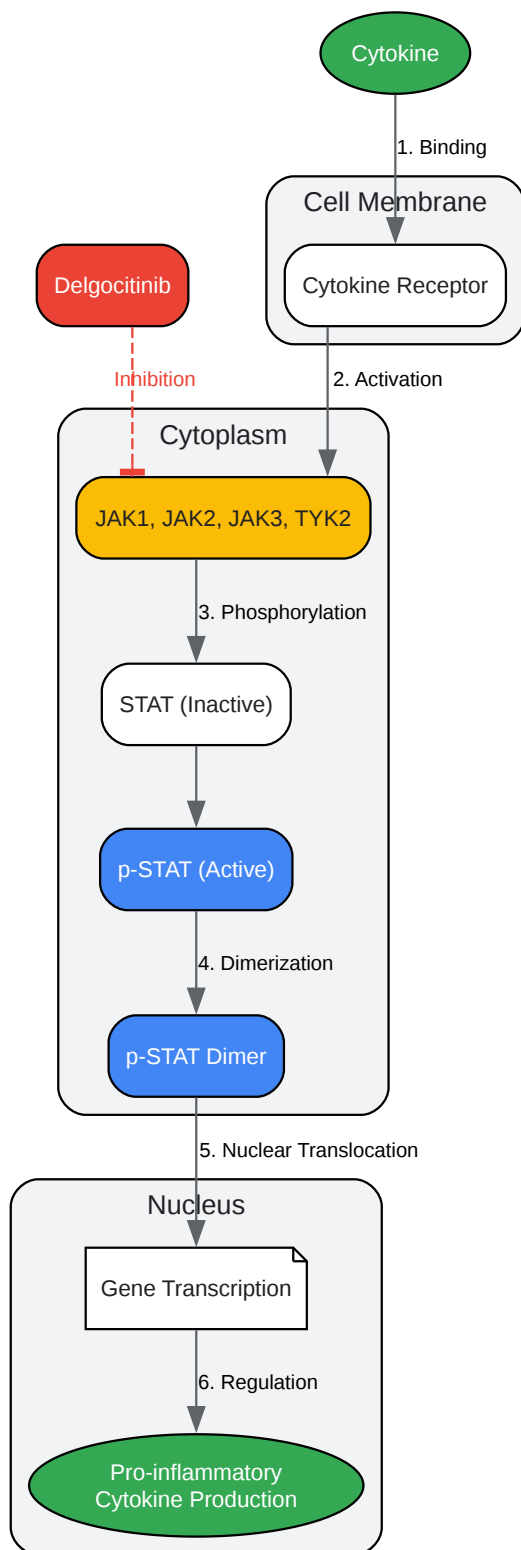 Cytokine
1. Binding
Cell Membrane
Delgocitinib
Cytokine Receptor
Inhibition
2. Activation
Cytoplasm
JAK1, JAK2, JAK3, TYK2
3. Phosphorylation
STAT (Inactive)
p-STAT (Active)
4. Dimerization
p-STAT Dimer
5. Nuclear Translocation
Nucleus
Gene Transcription
6. Regulation
Pro-inflammatory
Cytokine Production